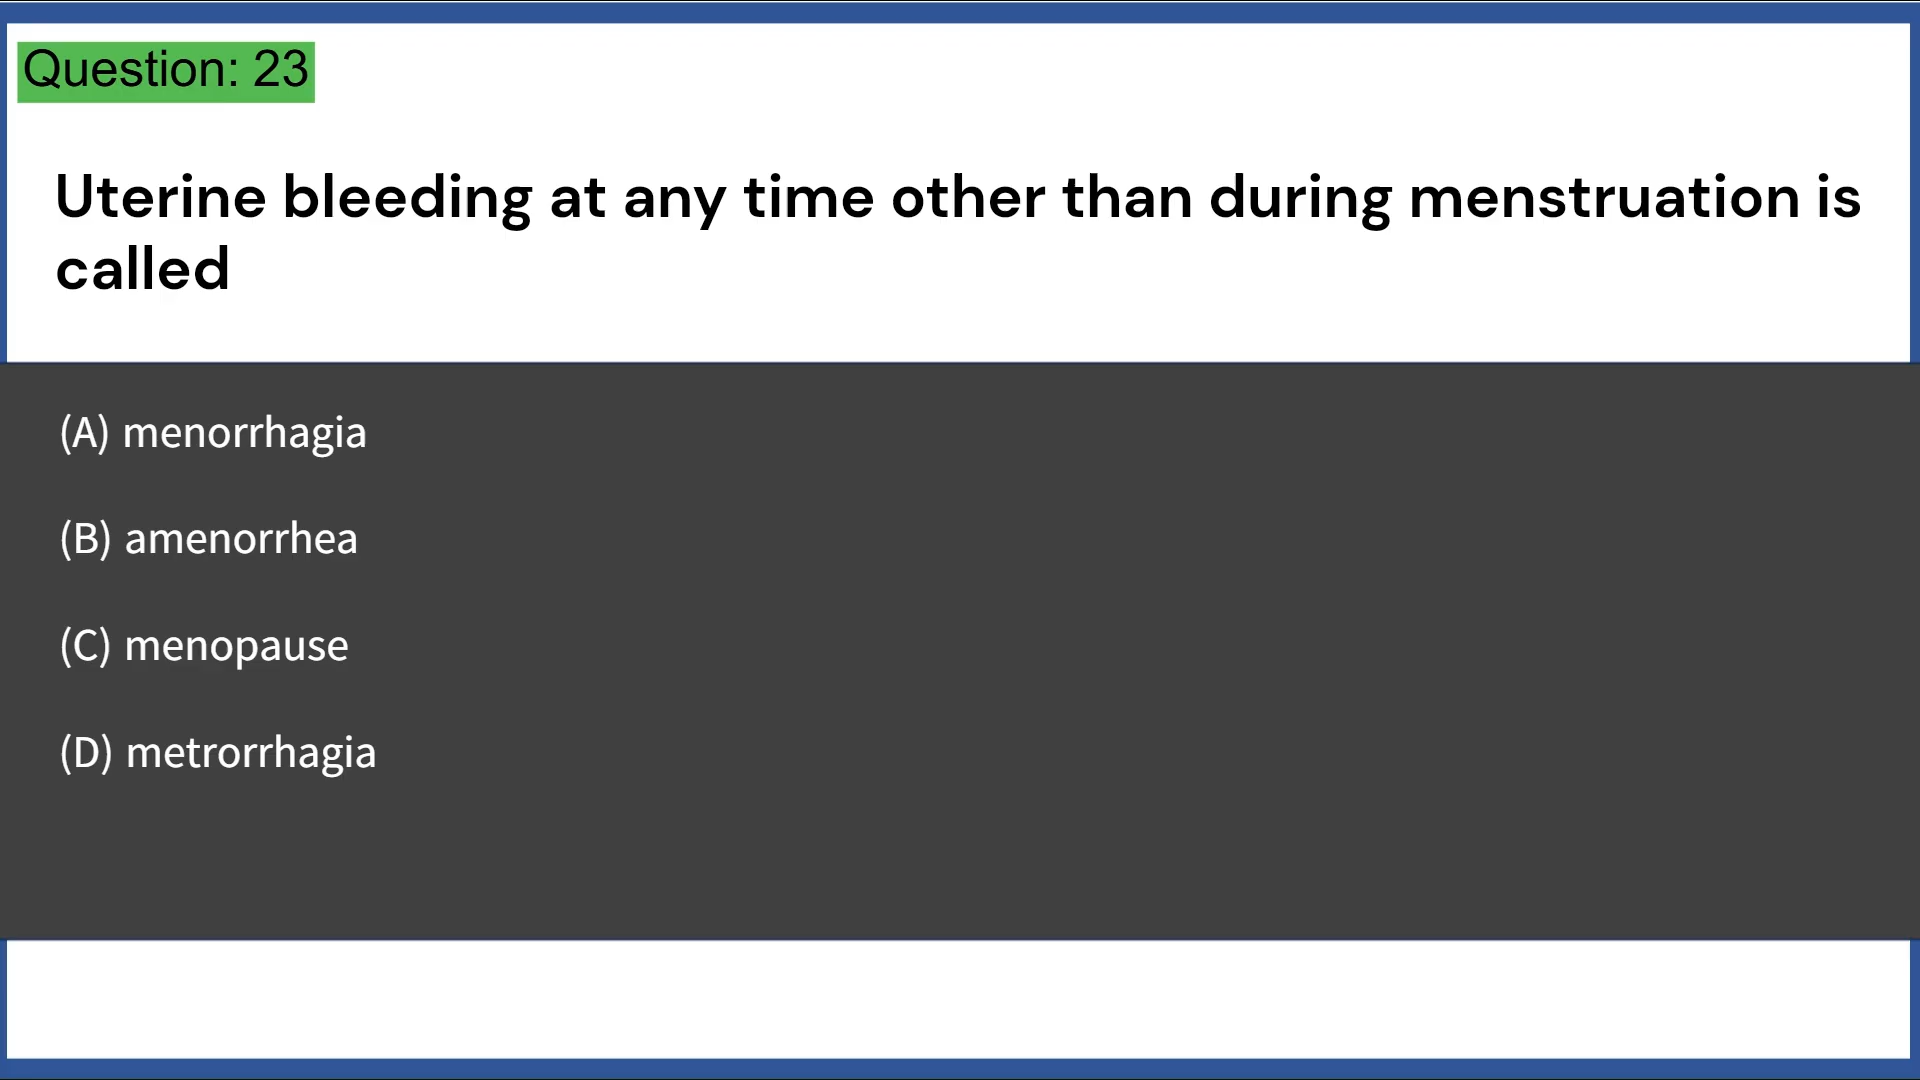 Question: 23
Uterine bleeding at any time other than during menstruation is
called
(A) menorrhagia
(B) amenorrhea
(C) menopause
(D) metrorrhagia